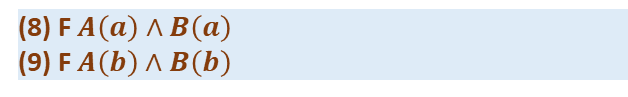 (8) F A(a) ∧ B(a)
(9) F A(b) ∧ B(b)